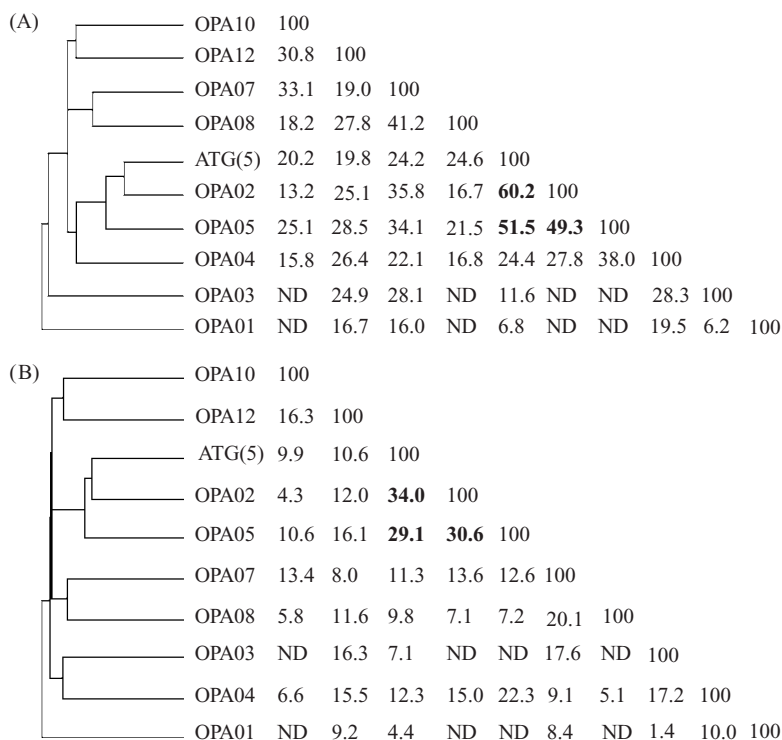 (A)
OPA10 100
OPA12 30.8 100
OPA07 33.1 19.0 100
OPA08 18.2 27.8 41.2 100
ATG(5) 20.2 19.8 24.2 24.6 100
OPA02 13.2 25.1 35.8 16.7 60.2 100
OPA05 25.1 28.5 34.1 21.5 51.5 49.3 100
OPA04 15.8 26.4 22.1 16.8 24.4 27.8 38.0 100
OPA03 ND 24.9 28.1 ND 11.6 ND ND 28.3 100
OPA01 ND 16.7 16.0 ND 6.8 ND ND 19.5 6.2 100
(B)
OPA10 100
OPA12 16.3 100
ATG(5) 9.9 10.6 100
OPA02 4.3 12.0 34.0 100
OPA05 10.6 16.1 29.1 30.6 100
OPA07 13.4 8.0 11.3 13.6 12.6 100
OPA08 5.8 11.6 9.8 7.1 7.2 20.1 100
OPA03 ND 16.3 7.1 ND ND 17.6 ND 100
OPA04 6.6 15.5 12.3 15.0 22.3 9.1 5.1 17.2 100
OPA01 ND 9.2 4.4 ND ND 8.4 ND 1.4 10.0 100